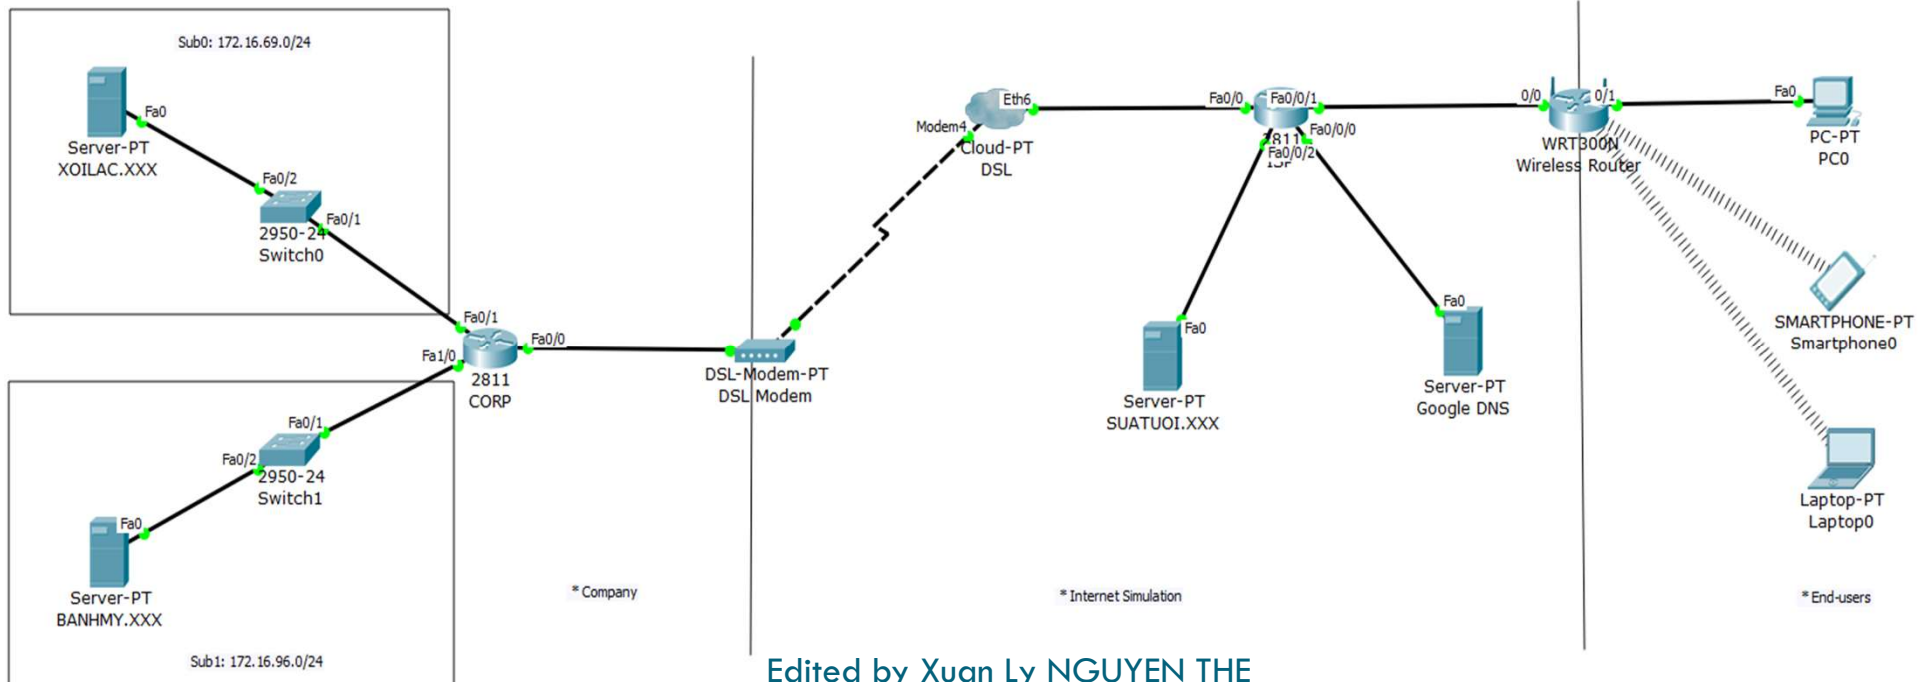 Sub0: 172.16.69.0/24
Fa0
Server-PT
XOILAC.XXX
Fa0/2
Fa0/1
2950-24
Switch0
Fa0/1
Fa1/0
Fa0/0
2811
CORP
Fa0/1
Fa0/2
2950-24
Switch1
Fa0
Server-PT
BANHMY.XXX
Sub1: 172.16.96.0/24
* Company
DSL-Modem-PT
DSL Modem
Modem4
Eth6
Cloud-PT
DSL
Fa0/0
Fa0/0/1
Fa0/0/0
2811
Fa0/0/2
ISP
Fa0
Server-PT
SUATUOI.XXX
Fa0
Server-PT
Google DNS
* Internet Simulation
0/0
0/1
WRT300N
Wireless Router
Fa0
PC-PT
PC0
SMARTPHONE-PT
Smartphone0
Laptop-PT
Laptop0
* End-users
Edited by Xuan Ly NGUYEN THE